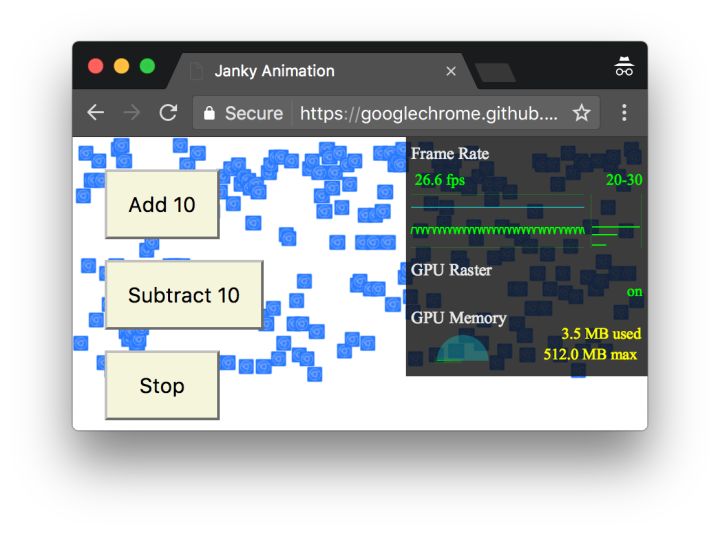 Janky Animation
Secure https://googlechrome.github....
Frame Rate
26.6 fps 20-30
Add 10
GPU Raster
on
Subtract 10
GPU Memory
3.5 MB used
512.0 MB max
Stop